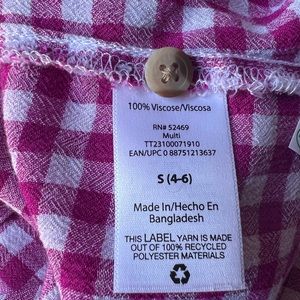 100% Viscose/Viscosa
RN# 52469
Multi
TT23100071910
EAN/UPC 0 88751213637
S (4-6)
Made In/Hecho En
Bangladesh
THIS LABEL YARN IS MADE
OUT OF 100% RECYCLED
POLYESTER MATERIALS